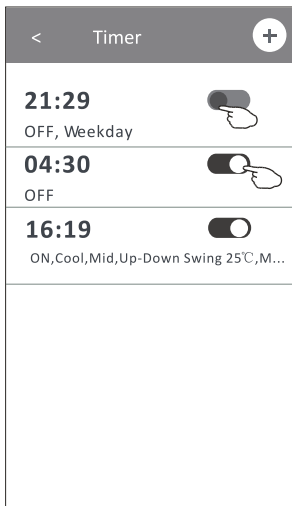 < Timer +
21:29
OFF, Weekday
04:30
OFF
16:19
ON,Cool,Mid,Up-Down Swing 25℃,M...